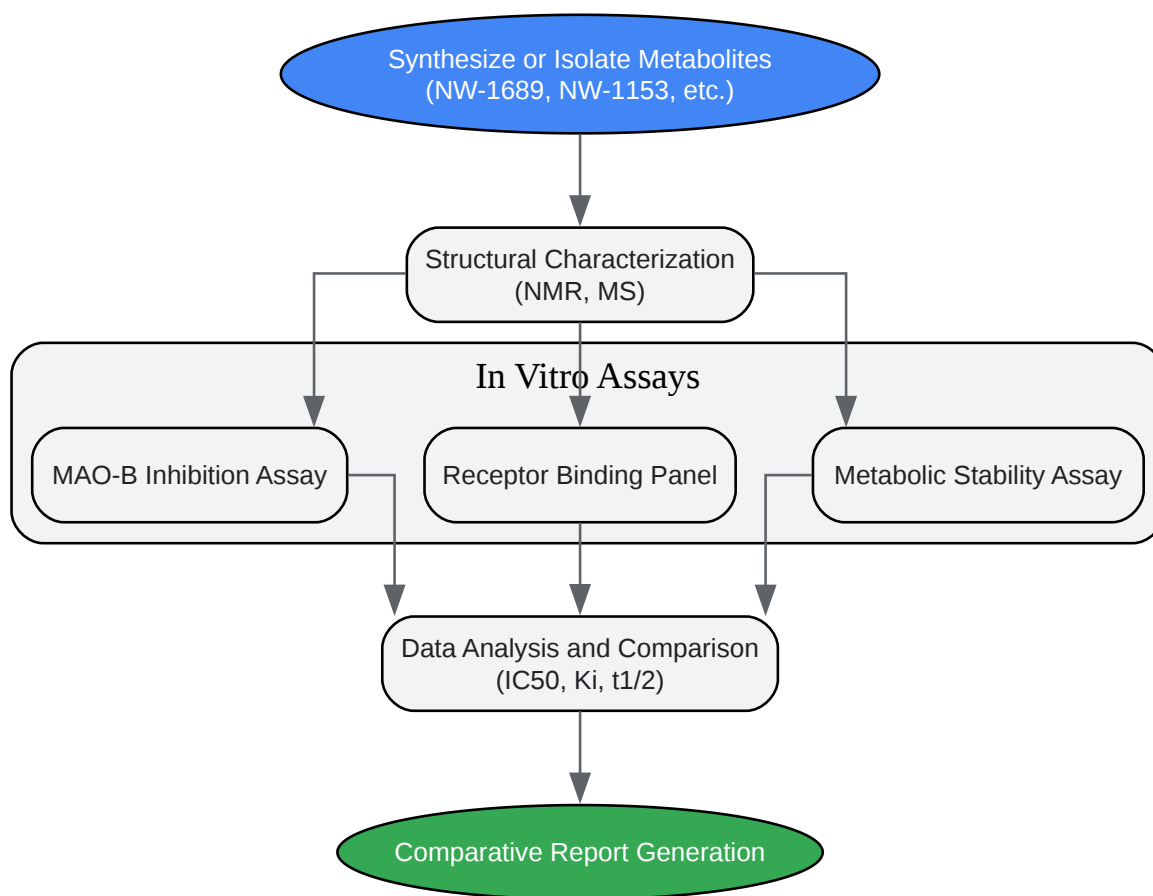 Synthesize or Isolate Metabolites
(NW-1689, NW-1153, etc.)
Structural Characterization
(NMR, MS)
In Vitro Assays
MAO-B Inhibition Assay
Receptor Binding Panel
Metabolic Stability Assay
Data Analysis and Comparison
(IC50, Ki, t1/2)
Comparative Report Generation